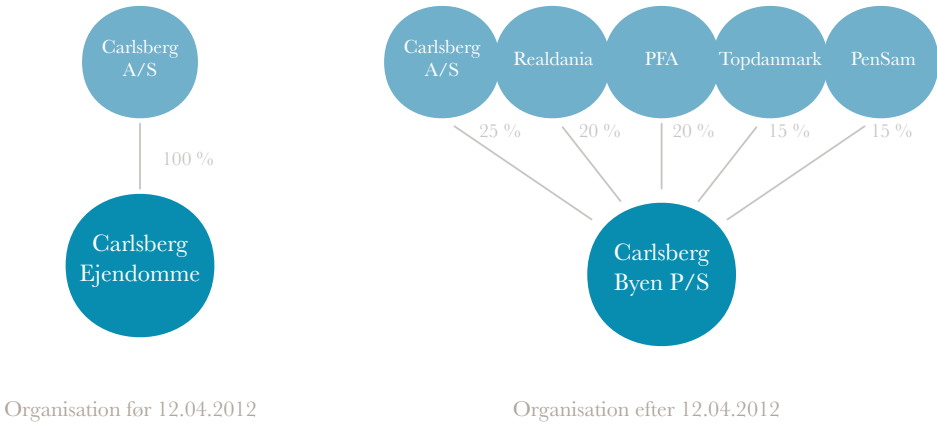 Carlsberg
A/S
100 %
Carlsberg
Ejendomme
Organisation før 12.04.2012
Carlsberg
A/S
Realdania
PFA
Topdanmark
PenSam
25 %
20 %
20 %
15 %
15 %
Carlsberg
Byen P/S
Organisation efter 12.04.2012